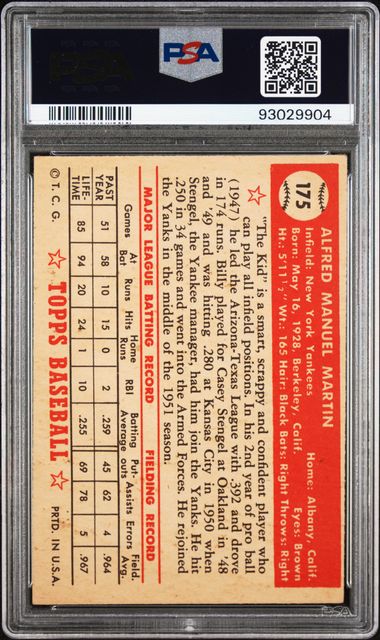 PSA
PSA
93029904
175
ALFRED MANUEL MARTIN
Infield: New York Yankees Home: Albany, Calif.
Born: May 16, 1928, Berkeley, Calif. Eyes: Brown
Ht.: 5'11½" Wt.: 165 Hair: Black Bats: Right Throws: Right
"The Kid" is a smart, scrappy and confident player who
can play all infield positions. In his 2nd year of pro ball
(1947) he led the Arizona-Texas League with .392 and drove
in 174 runs. Billy played for Casey Stengel at Oakland in '48
and '49 and was hitting .280 at Kansas City in 1950 when
Stengel, the Yankee manager, had him join the Yanks. He hit
.250 in 34 games and went into the Armed Forces. He rejoined
the Yanks in the middle of the 1951 season.
MAJOR LEAGUE BATTING RECORD FIELDING RECORD
Games At Bat Runs Hits Home Runs RBI Batting Average Put outs Assists Errors Field. Avg.
PAST YEAR 51 58 10 15 0 2 .259 45 62 4 .964
LIFE-TIME 85 94 20 24 1 10 .255 69 78 5 .967
© T. C. G. TOPPS BASEBALL PRTD. IN U.S.A.